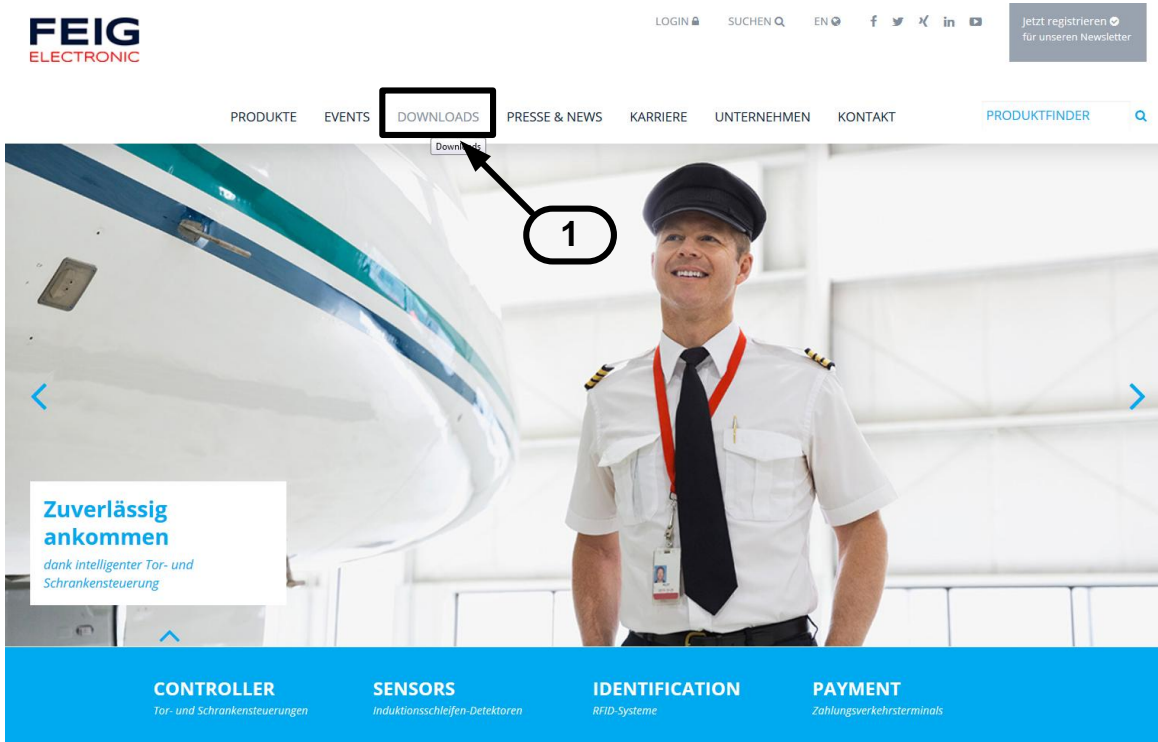 FEIG
ELECTRONIC
LOGIN SUCHEN EN
Jetzt registrieren
für unseren Newsletter
PRODUKTE EVENTS DOWNLOADS PRESSE & NEWS KARRIERE UNTERNEHMEN KONTAKT PRODUKTFINDER
Downloads
1
Zuverlässig
ankommen
dank intelligenter Tor- und
Schrankensteuerung
CONTROLLER SENSORS IDENTIFICATION PAYMENT
Tor- und Schrankensteuerungen Induktionsschleifen-Detektoren RFID-Systeme Zahlungsverkehrsterminals